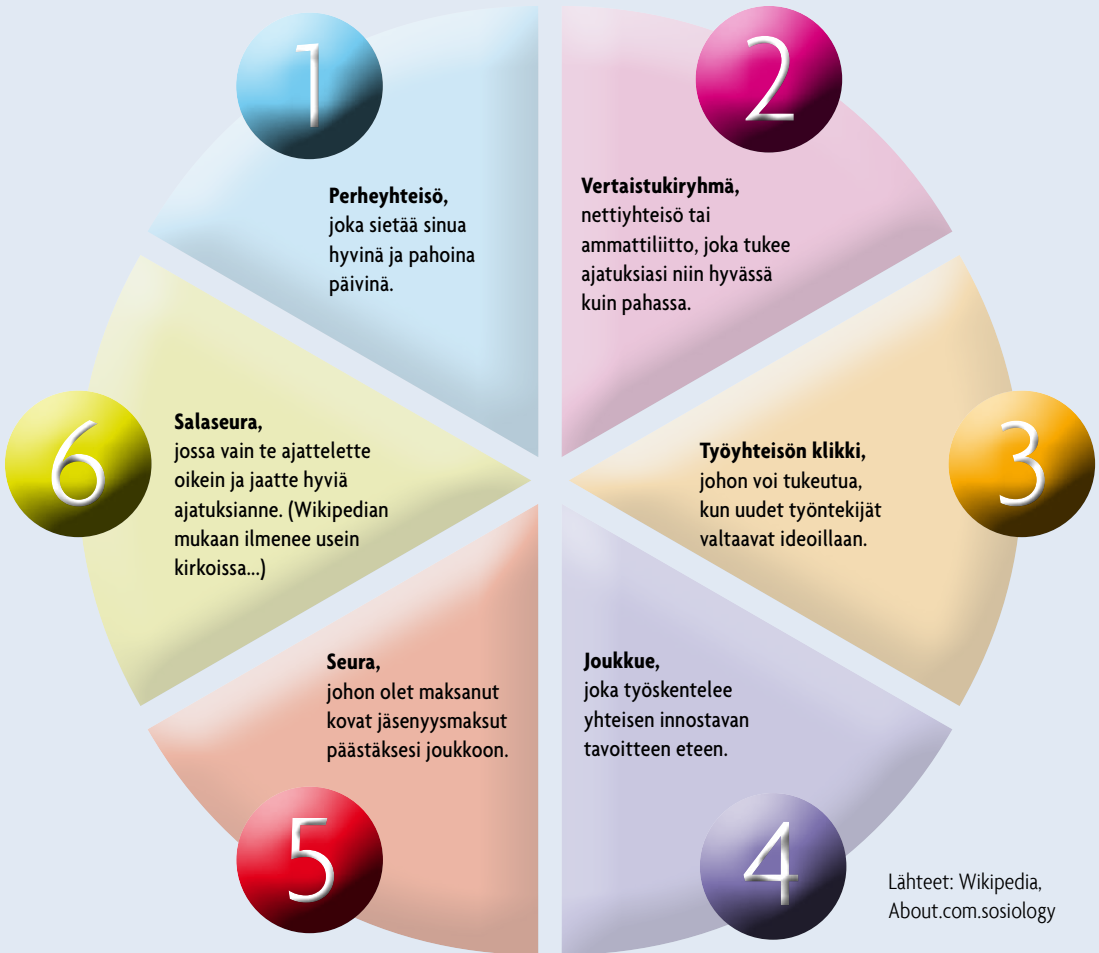 1
Perheyhteisö,
joka sietää sinua
hyvinä ja pahoina
päivinä.
2
Vertaistukiryhmä,
nettiyhteisö tai
ammattiliitto, joka tukee
ajatuksiasi niin hyvässä
kuin pahassa.
3
Työyhteisön klikki,
johon voi tukeutua,
kun uudet työntekijät
valtaavat ideoillaan.
4
Joukkue,
joka työskentelee
yhteisen innostavan
tavoitteen eteen.
5
Seura,
johon olet maksanut
kovat jäsenyysmaksut
päästäksesi joukkoon.
6
Salaseura,
jossa vain te ajattelette
oikein ja jaatte hyviä
ajatuksianne. (Wikipedian
mukaan ilmenee usein
kirkoissa...)
Lähteet: Wikipedia,
About.com.sosiology